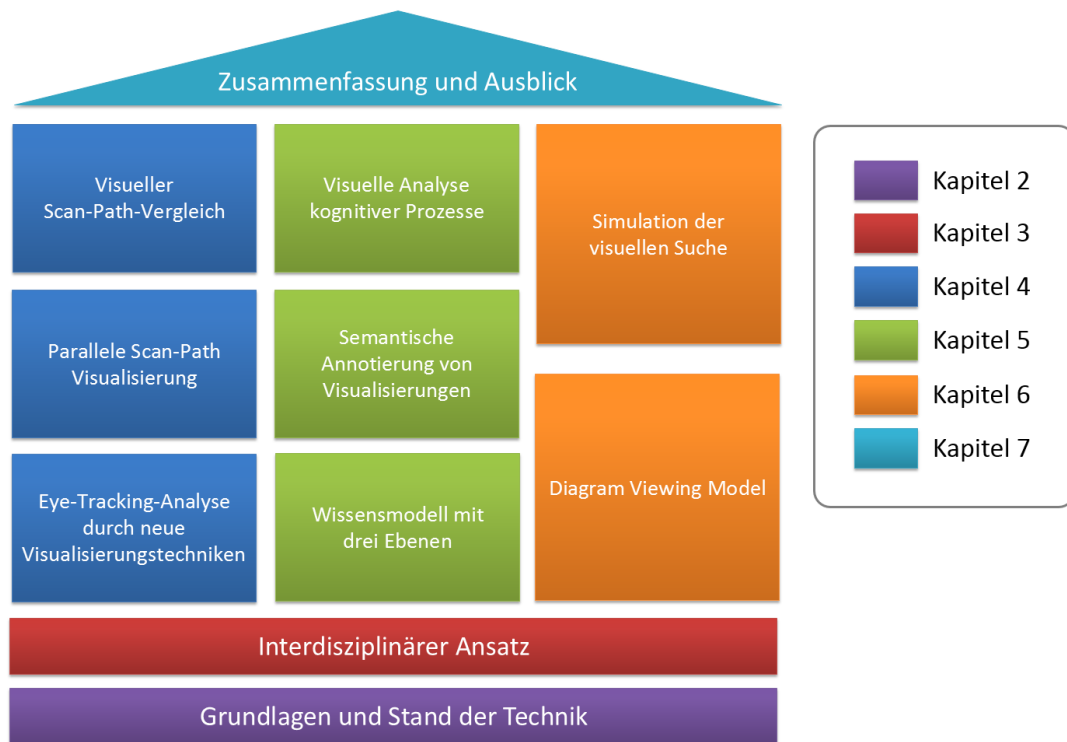 Zusammenfassung und Ausblick
Visueller
Scan-Path-Vergleich
Visuelle Analyse
kognitiver Prozesse
Simulation der
visuellen Suche
Parallele Scan-Path
Visualisierung
Semantische
Annotierung von
Visualisierungen
Eye-Tracking-Analyse
durch neue
Visualisierungstechniken
Wissensmodell mit
drei Ebenen
Diagram Viewing Model
Interdisziplinärer Ansatz
Grundlagen und Stand der Technik
Kapitel 2
Kapitel 3
Kapitel 4
Kapitel 5
Kapitel 6
Kapitel 7